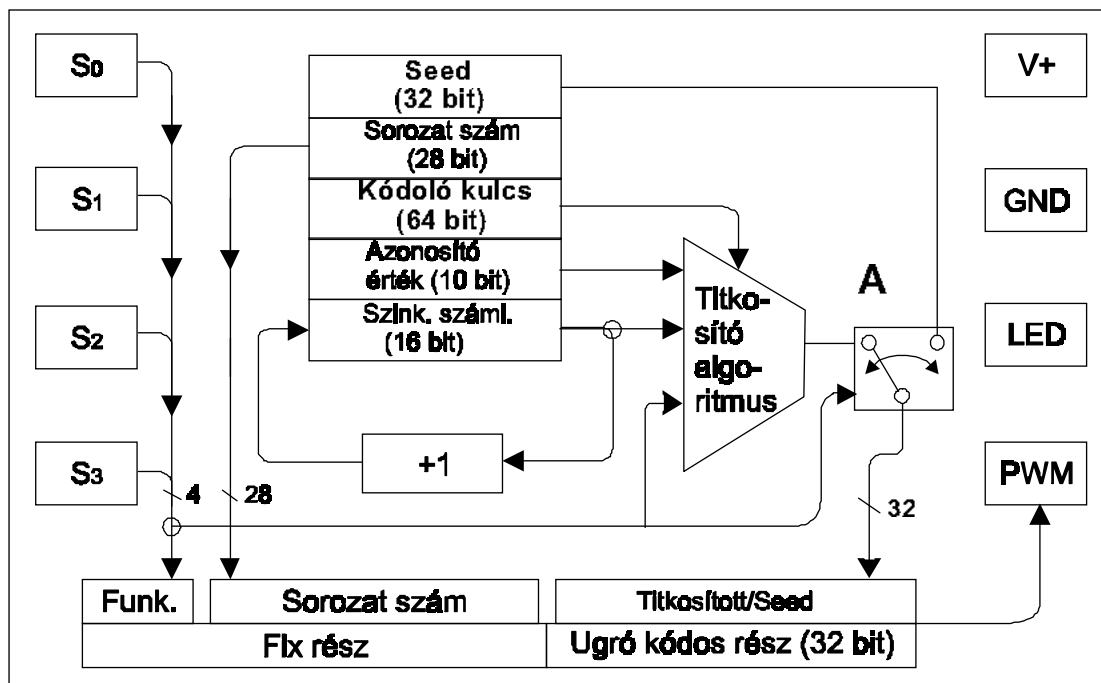 S0
S1
S2
S3
Seed
(32 bit)
Sorozat szám
(28 bit)
Kódoló kulcs
(64 bit)
Azonosító
érték (10 bit)
Szink. száml.
(16 bit)
+1
Titko-
sító
algo-
ritmus
A
V+
GND
LED
PWM
4
28
32
Funk.
Sorozat szám
Titkosított/Seed
Fix rész
Ugró kódos rész (32 bit)